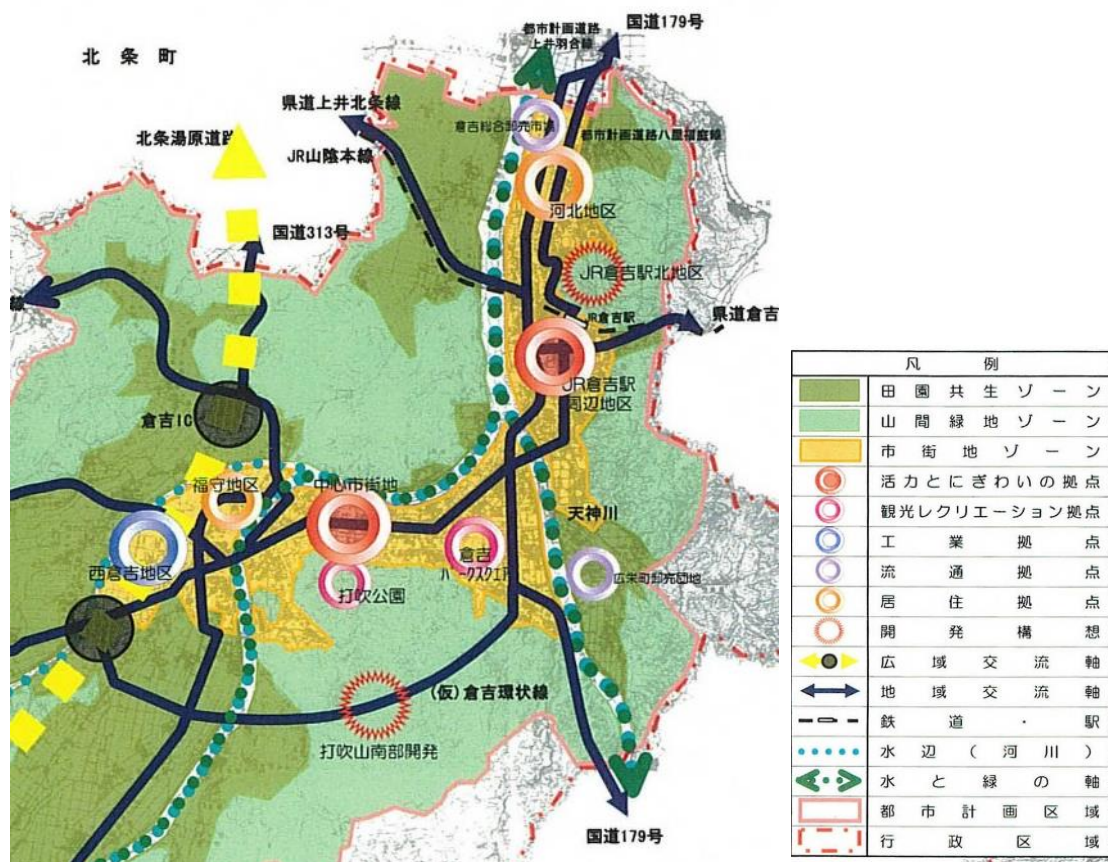 北条町
都市計画道路
上井羽合線
国道179号
県道上井北条線
倉吉総合卸売市場
北条湯原道路
JR山陰本線
都市計画道路八屋福庭線
河北地区
国道313号
JR倉吉駅北地区
線
県道倉吉
JR倉吉駅
JR倉吉駅
周辺地区
倉吉IC
福守地区
中心市街地
天神川
西倉吉地区
倉吉
パークスクエア
広栄町卸売団地
打吹公園
(仮)倉吉環状線
打吹山南部開発
国道179号
凡例
田園共生ゾーン
山間緑地ゾーン
市街地ゾーン
活力とにぎわいの拠点
観光レクリエーション拠点
工業拠点
流通拠点
居住拠点
開発構想
広域交流軸
地域交流軸
鉄道・駅
水辺(河川)
水と緑の軸
都市計画区域
行政区域